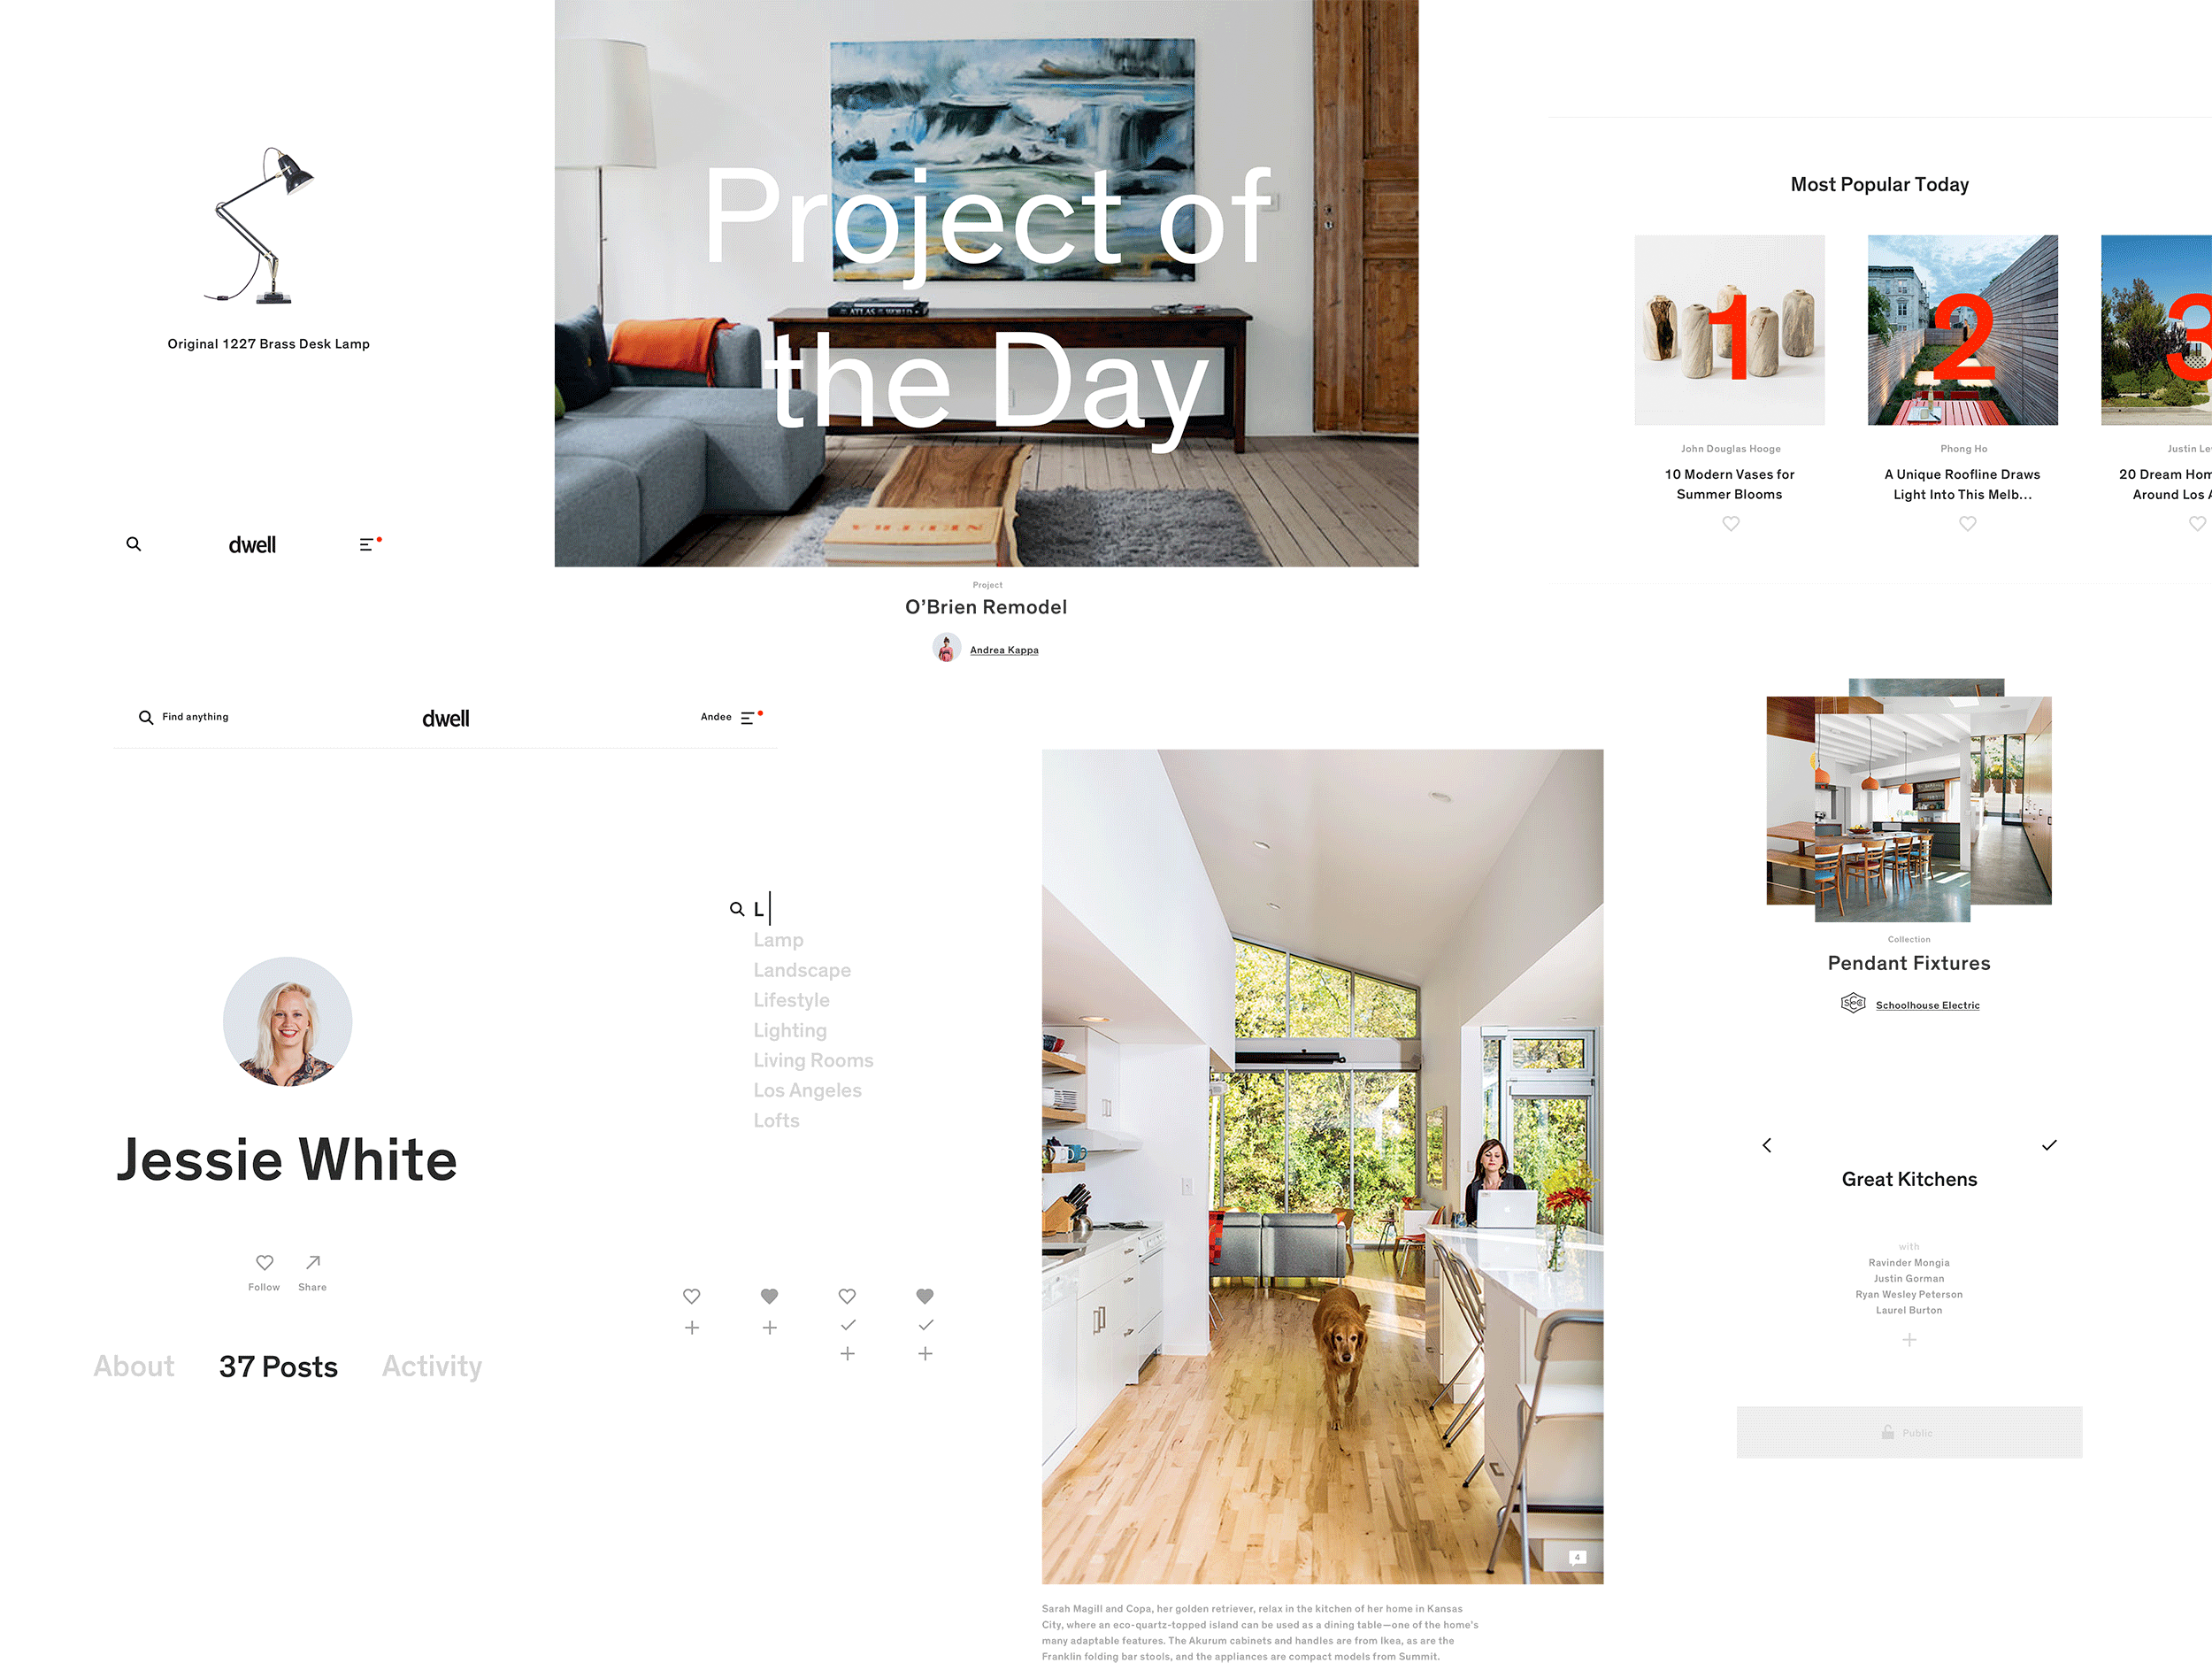 Original 1227 Brass Desk Lamp
dwell
Project of
the Day
ATLAS of the WORLD
Project
O'Brien Remodel
Andrea Kappa
Most Popular Today
1
2
3
John Douglas Hooge
10 Modern Vases for
Summer Blooms
Phong Ho
A Unique Roofline Draws
Light Into This Melb...
Justin Le
20 Dream Hom
Around Los A
Find anything
dwell
Andee
Jessie White
Follow
Share
About
37 Posts
Activity
L
Lamp
Landscape
Lifestyle
Lighting
Living Rooms
Los Angeles
Lofts
4
Sarah Magill and Copa, her golden retriever, relax in the kitchen of her home in Kansas
City, where an eco-quartz-topped island can be used as a dining table—one of the home's
many adaptable features. The Akurum cabinets and handles are from Ikea, as are the
Franklin folding bar stools, and the appliances are compact models from Summit.
Collection
Pendant Fixtures
Schoolhouse Electric
Great Kitchens
with
Ravinder Mongia
Justin Gorman
Ryan Wesley Peterson
Laurel Burton
Public